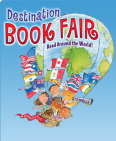 Destination
BOOK FAIR
Read Around the World!